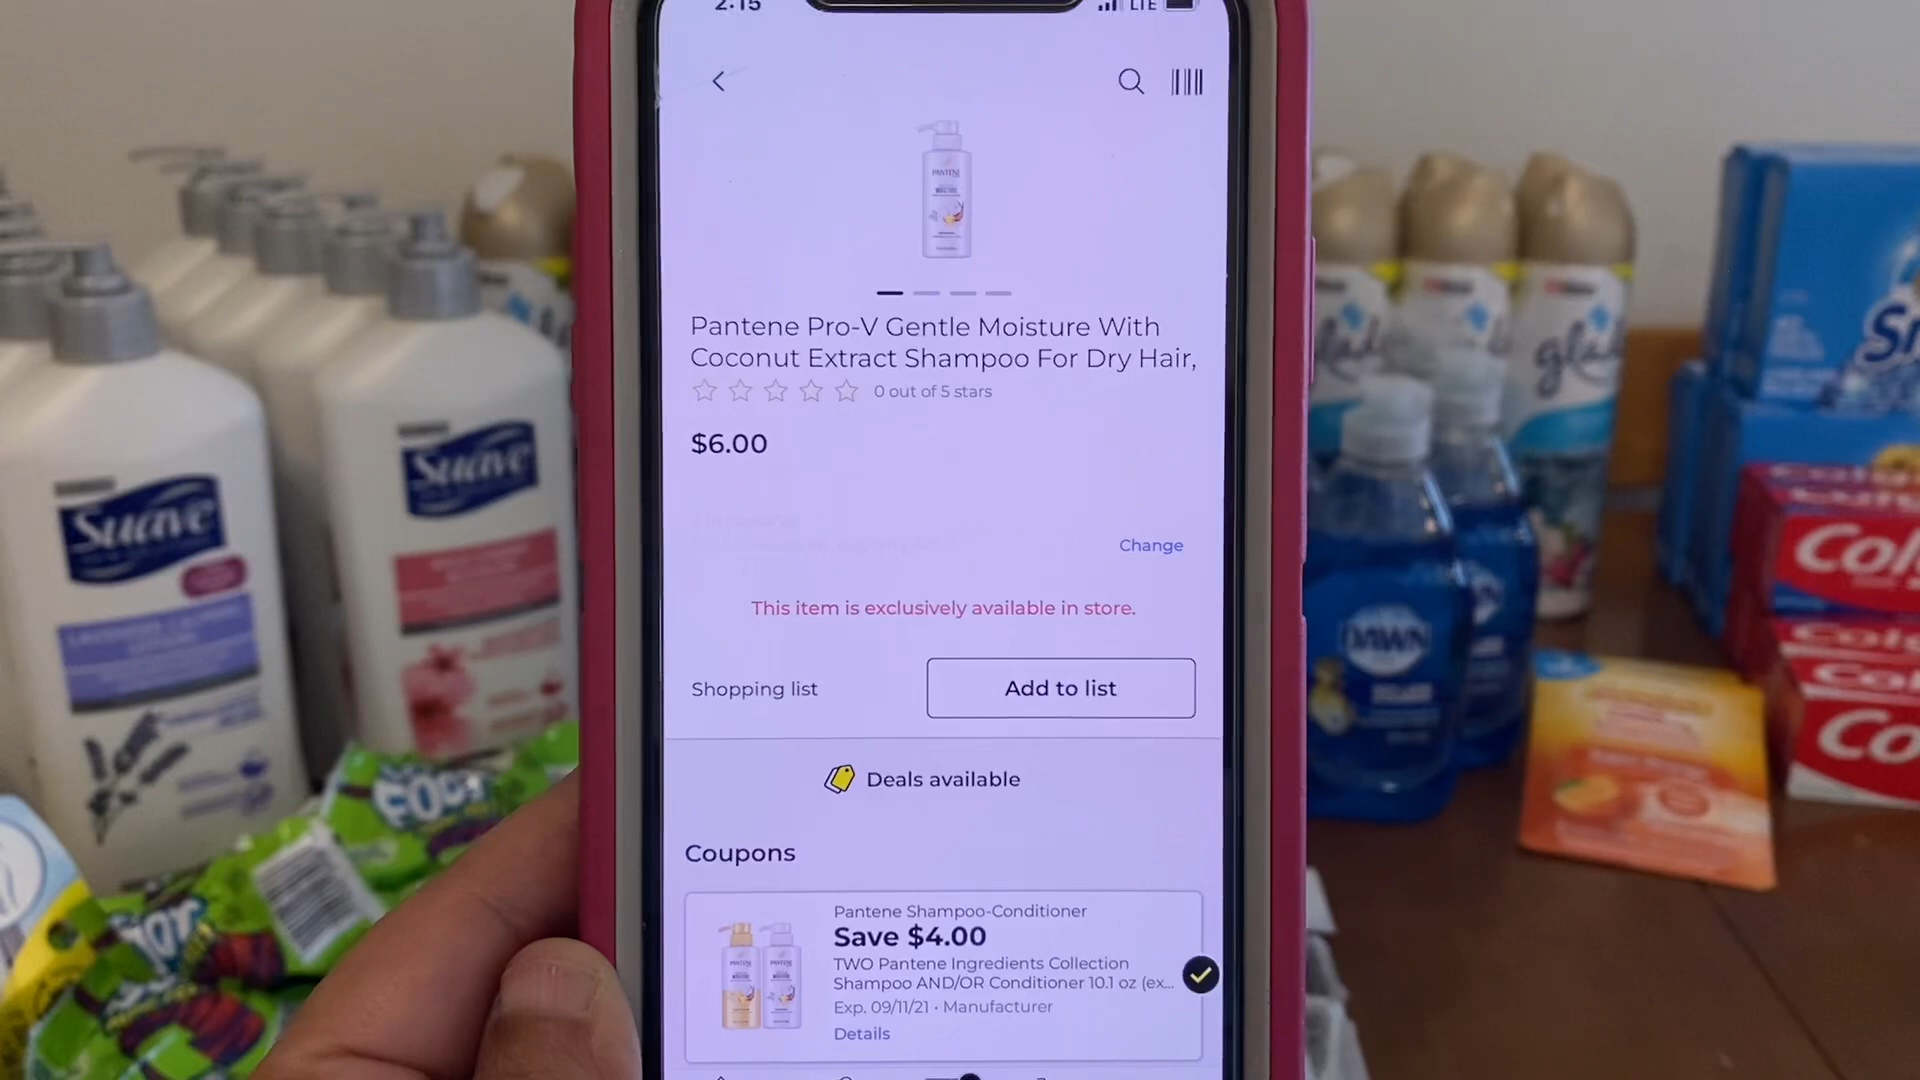 2:15
LTE
PANTENE
Pantene Pro-V Gentle Moisture With
Coconut Extract Shampoo For Dry Hair,
0 out of 5 stars
$6.00
Change
This item is exclusively available in store.
Shopping list
Add to list
Deals available
Coupons
Pantene Shampoo-Conditioner
Save $4.00
TWO Pantene Ingredients Collection
Shampoo AND/OR Conditioner 10.1 oz (ex...
Exp. 09/11/21 • Manufacturer
Details
Suave
Suave
glad
DAWN
Col
Co